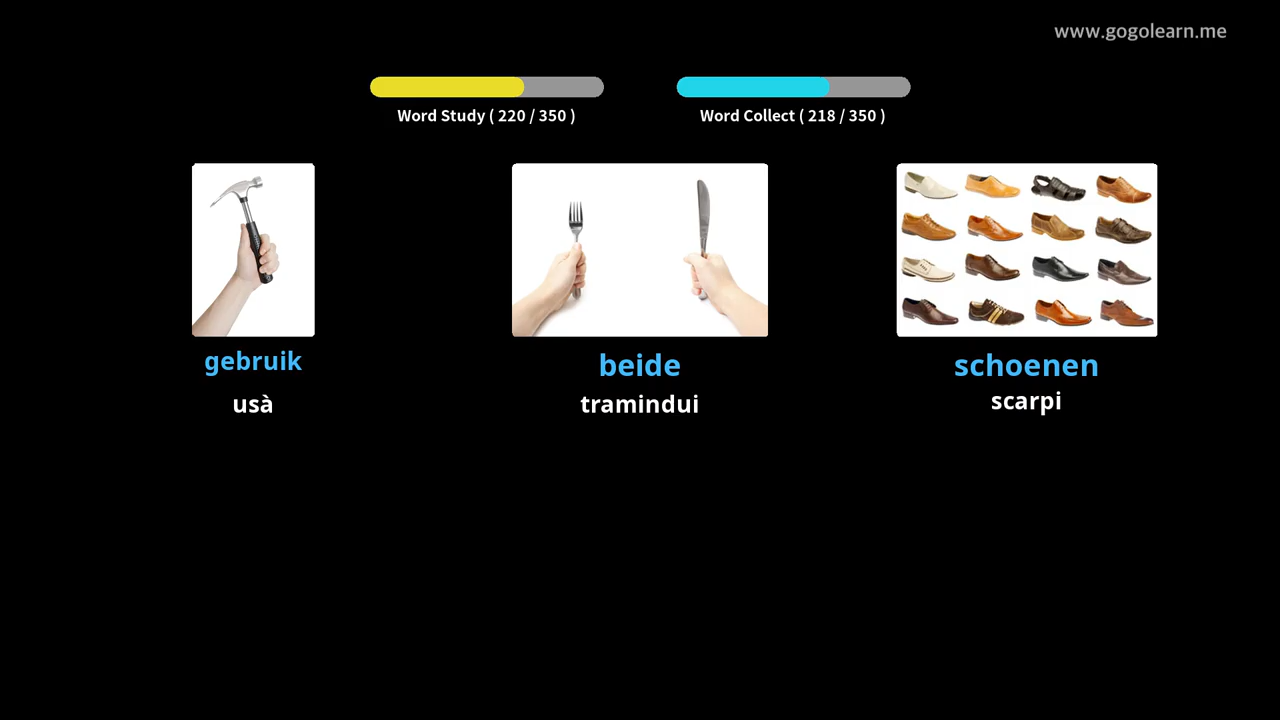 www.gogolearn.me
Word Study ( 220 / 350 )
Word Collect ( 218 / 350 )
gebruik
beide
schoenen
usà
tramindui
scarpi